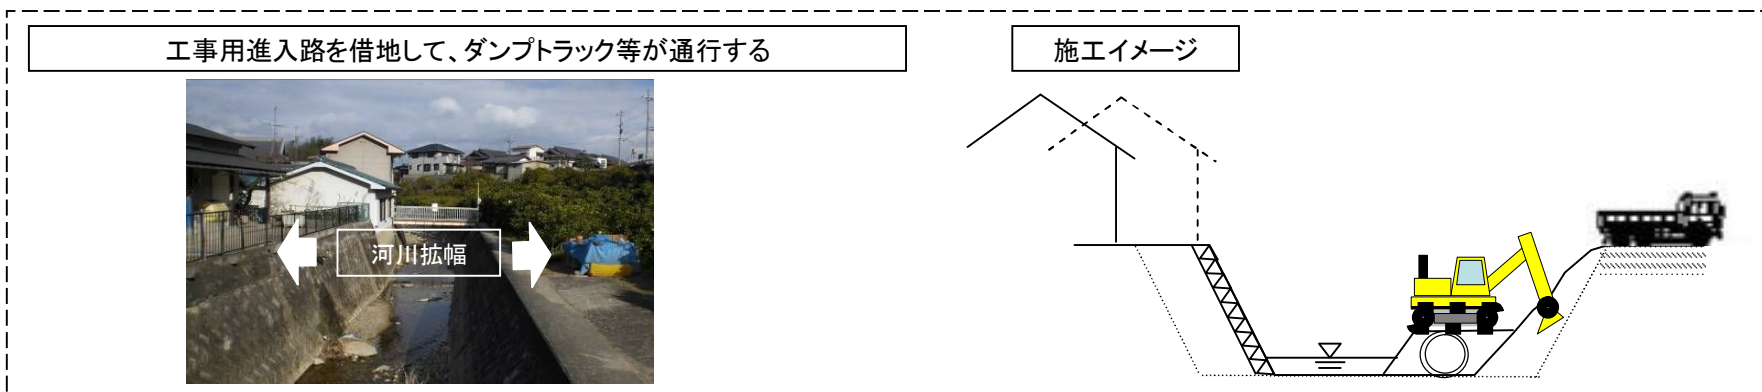 工事用進入路を借地して、ダンプトラック等が通行する
施工イメージ
河川拡幅